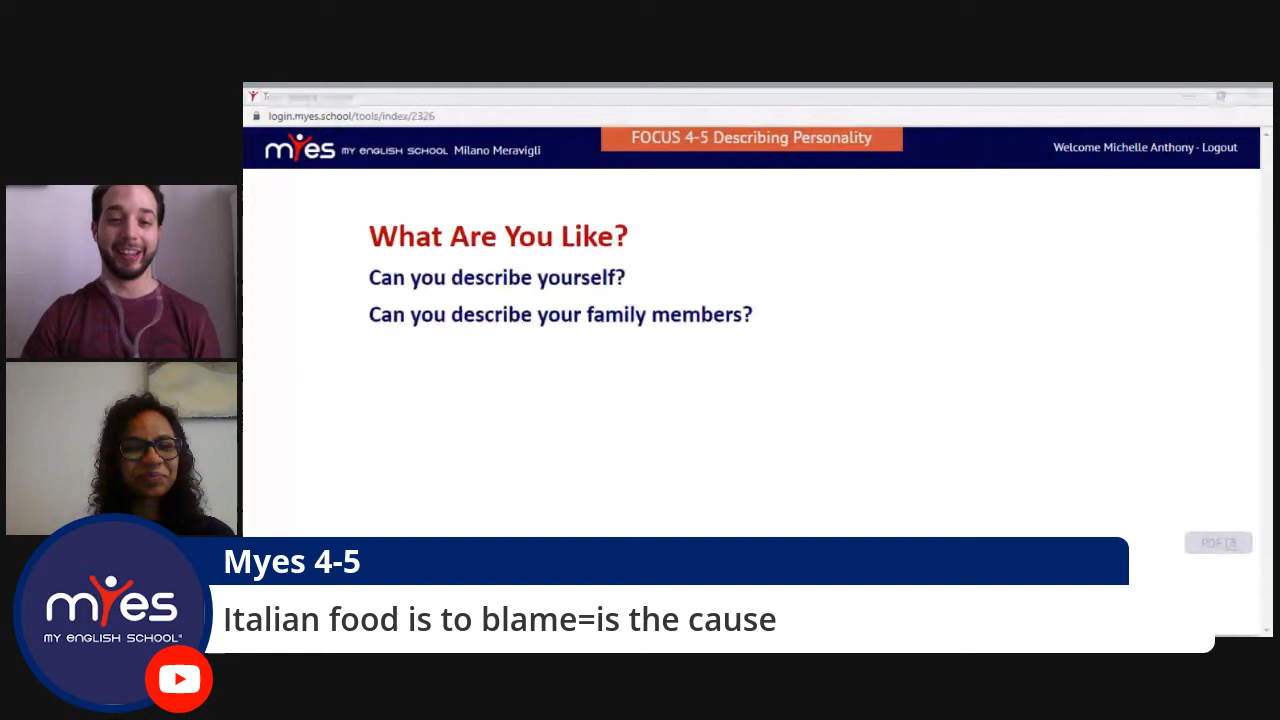 login.myes.school/tools/index/2326
myes MY ENGLISH SCHOOL Milano Meravigli
FOCUS 4-5 Describing Personality
Welcome Michelle Anthony - Logout
What Are You Like?
Can you describe yourself?
Can you describe your family members?
PDF
Myes 4-5
Italian food is to blame=is the cause
myes
MY ENGLISH SCHOOL